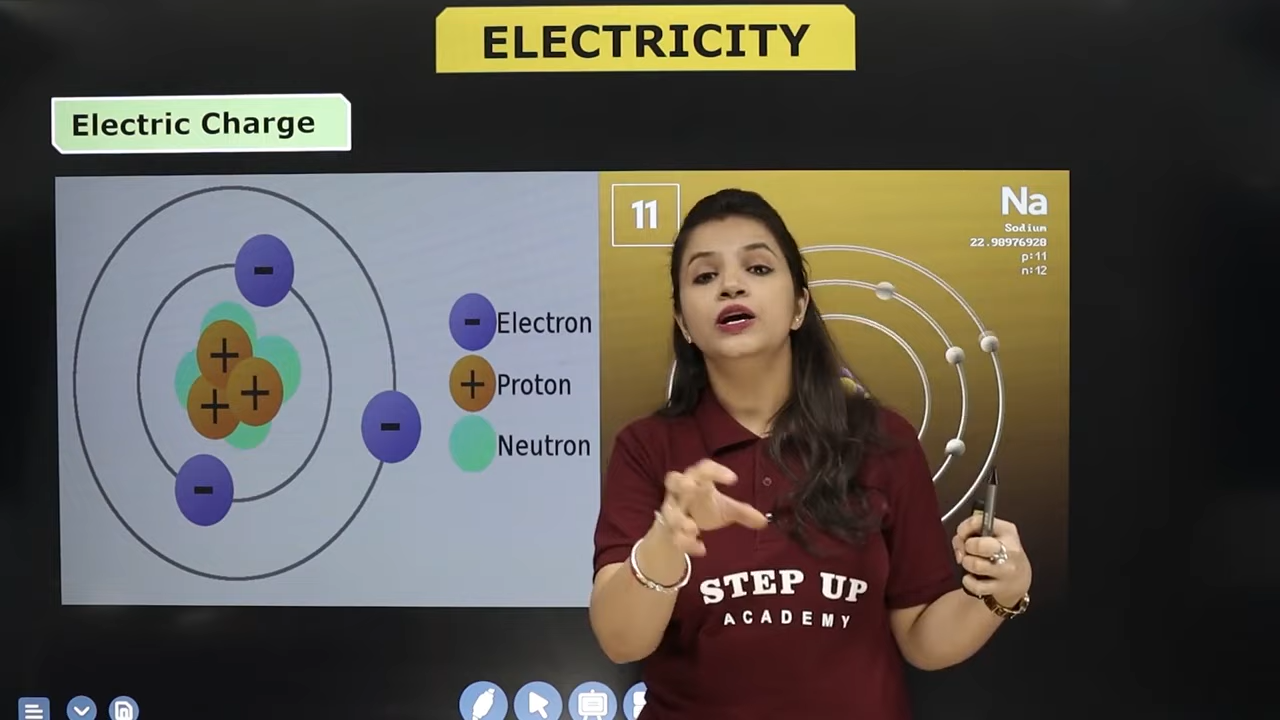 ELECTRICITY
Electric Charge
11
Na
Sodium
22.98976928
p:11
n:12
- Electron
+ Proton
Neutron
-
-
-
+
+
+
STEP UP
ACADEMY